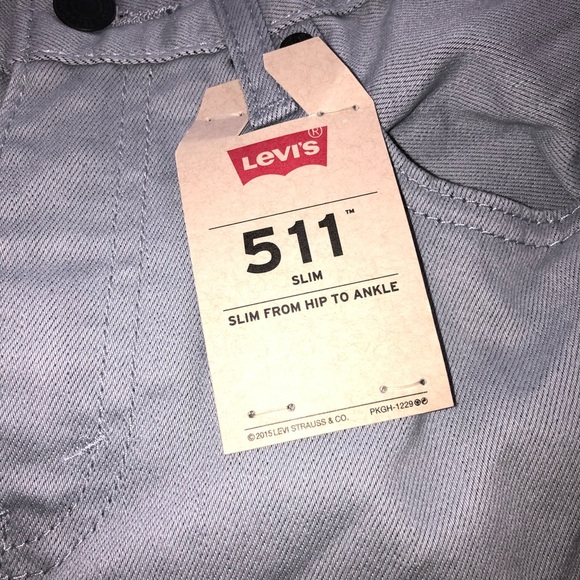 LEVI'S ®
511™
SLIM
SLIM FROM HIP TO ANKLE
PKGH-1229
©2015 LEVI STRAUSS & CO.